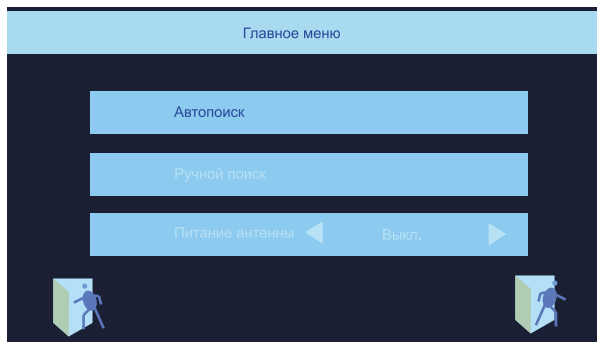 Главное меню
Автопоиск
Ручной поиск
Питание антенны Выкл.